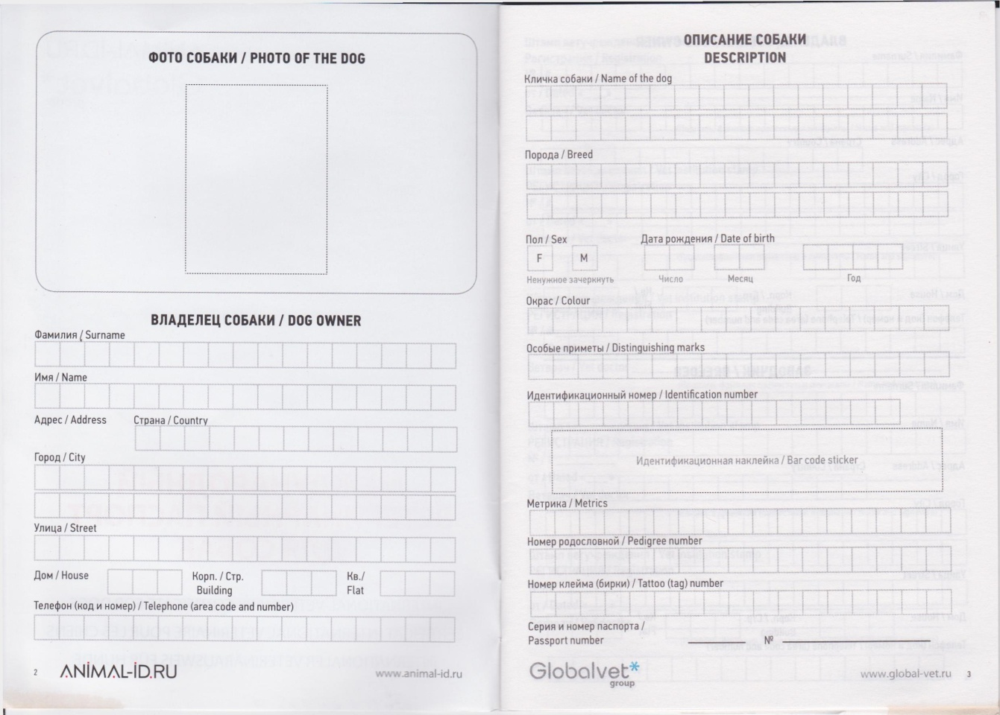 ФОТО СОБАКИ / PHOTO OF THE DOG
ВЛАДЕЛЕЦ СОБАКИ / DOG OWNER
Фамилия / Surname
Имя / Name
Адрес / Address Страна / Country
Город / City
Улица / Street
Дом / House Корп. / Стр. Кв./
Building Flat
Телефон (код и номер) / Telephone (area code and number)
2 ANIMAL-ID.RU www.animal-id.ru
ОПИСАНИЕ СОБАКИ
DESCRIPTION
Кличка собаки / Name of the dog
Порода / Breed
Пол / Sex Дата рождения / Date of birth
F M
Ненужное зачеркнуть Число Месяц Год
Окрас / Colour
Особые приметы / Distinguishing marks
Идентификационный номер / Identification number
Идентификационная наклейка / Bar code sticker
Метрика / Metrics
Номер родословной / Pedigree number
Номер клейма (бирки) / Tattoo (tag) number
Серия и номер паспорта /
Passport number № 
Globalvet*
group
www.global-vet.ru 3